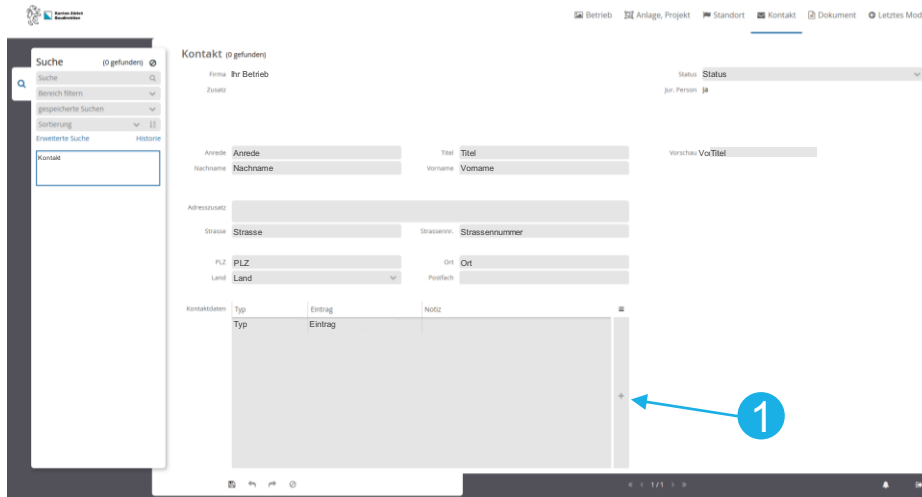 Kanton Zürich
Baudirektion
Betrieb Anlage, Projekt Standort Kontakt Dokument Letztes Mod
Suche (0 gefunden)
Suche
Bereich filtern
gespeicherte Suchen
Sortierung
Erweiterte Suche Historie
Kontakt
Kontakt (0 gefunden)
Firma Ihr Betrieb Status Status
Zusatz Jur. Person Ja
Anrede Anrede Titel Titel Vorschau VorTitel
Nachname Nachname Vorname Vorname
Adresszusatz
Strasse Strasse Strassennr. Strassennummer
PLZ PLZ Ort Ort
Land Land Postfach
Kontaktdaten Typ Eintrag Notiz
Typ Eintrag
1
1 / 1